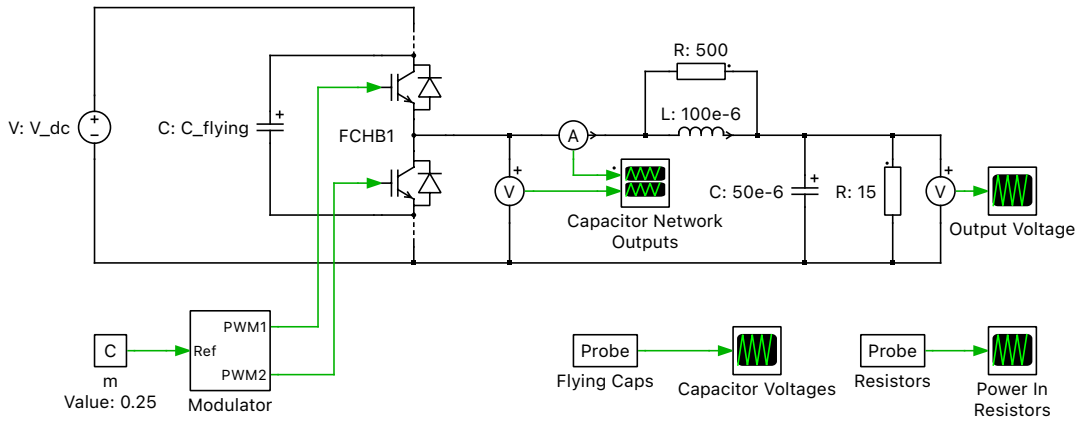 R: 500
L: 100e-6
V: V_dc
+
−
C: C_flying
+
FCHB1
A
+
V
C: 50e-6
+
R: 15
+
V
Capacitor Network
Outputs
Output Voltage
C
m
Value: 0.25
Ref
PWM1
PWM2
Modulator
Probe
Flying Caps
Capacitor Voltages
Probe
Resistors
Power In
Resistors